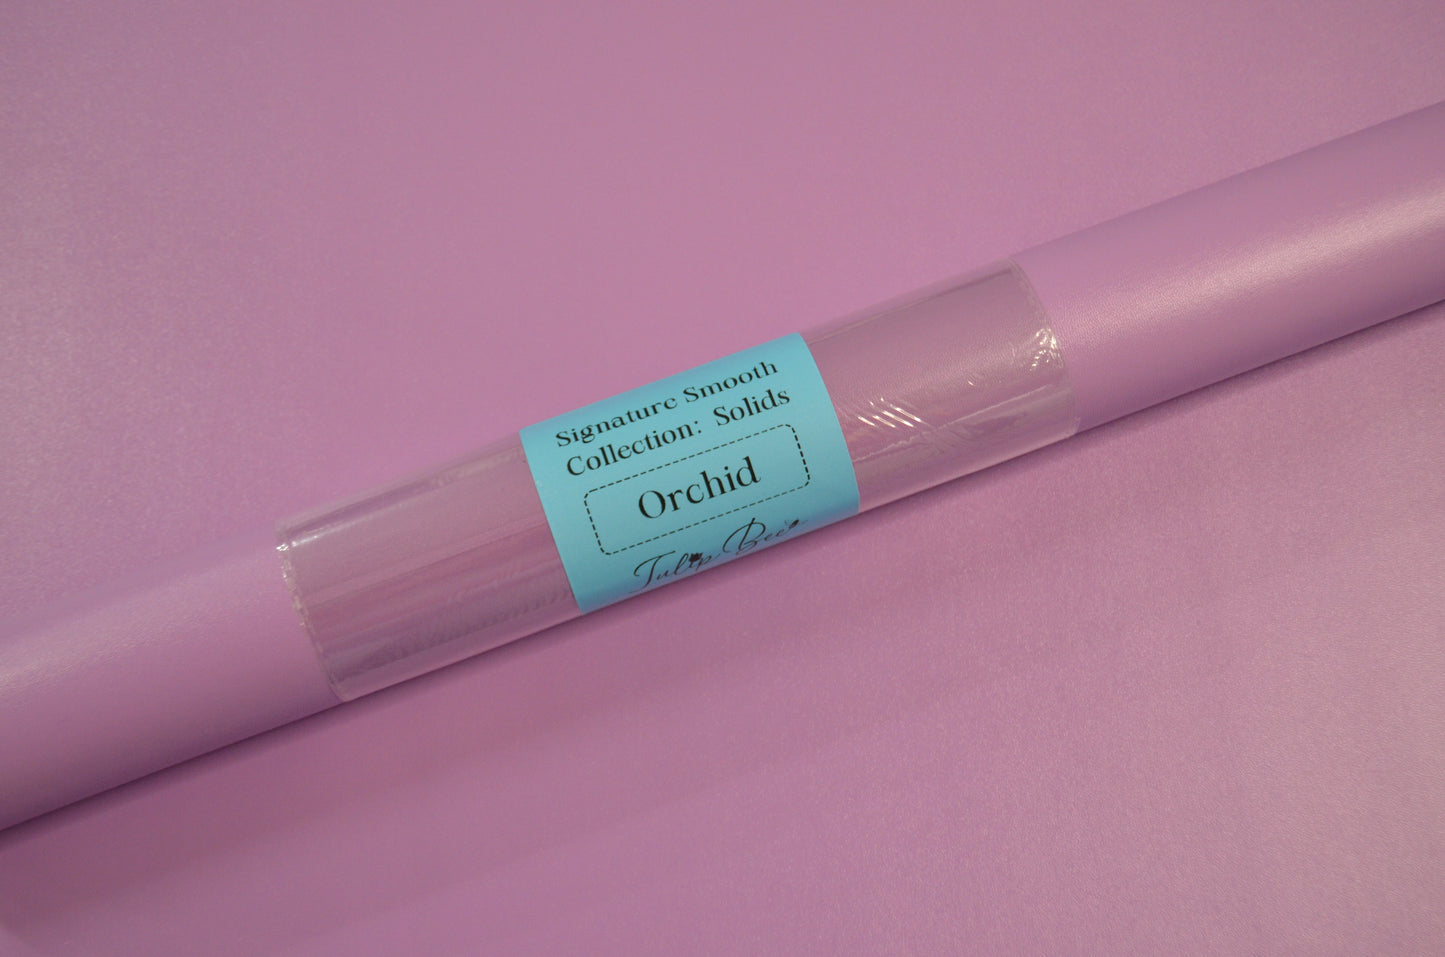 Signature Smooth
Collection: Solids
Orchid
Tulip Bee